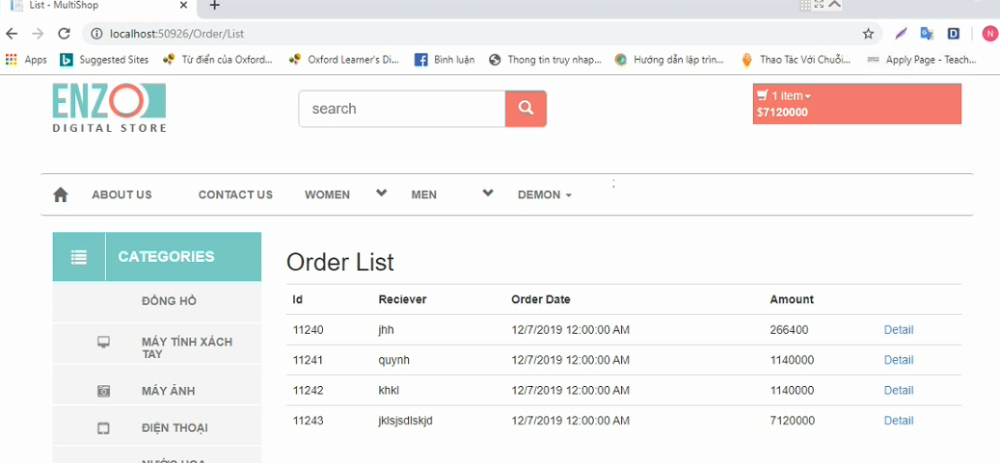 List - MultiShop
localhost:50926/Order/List
Apps Suggested Sites Từ điển của Oxford... Oxford Learner's Di... Bình luận Thong tin truy nhap... Hướng dẫn lập trìn... Thao Tác Với Chuỗi... Apply Page - Teach...
ENZO
DIGITAL STORE
search
1 item
$7120000
ABOUT US CONTACT US WOMEN MEN DEMON
;
CATEGORIES
ĐỒNG HỒ
MÁY TÍNH XÁCH
TAY
MÁY ẢNH
ĐIỆN THOẠI
Order List
Id Reciever Order Date Amount
11240 jhh 12/7/2019 12:00:00 AM 266400 Detail
11241 quynh 12/7/2019 12:00:00 AM 1140000 Detail
11242 khkl 12/7/2019 12:00:00 AM 1140000 Detail
11243 jklsjsdlskjd 12/7/2019 12:00:00 AM 7120000 Detail